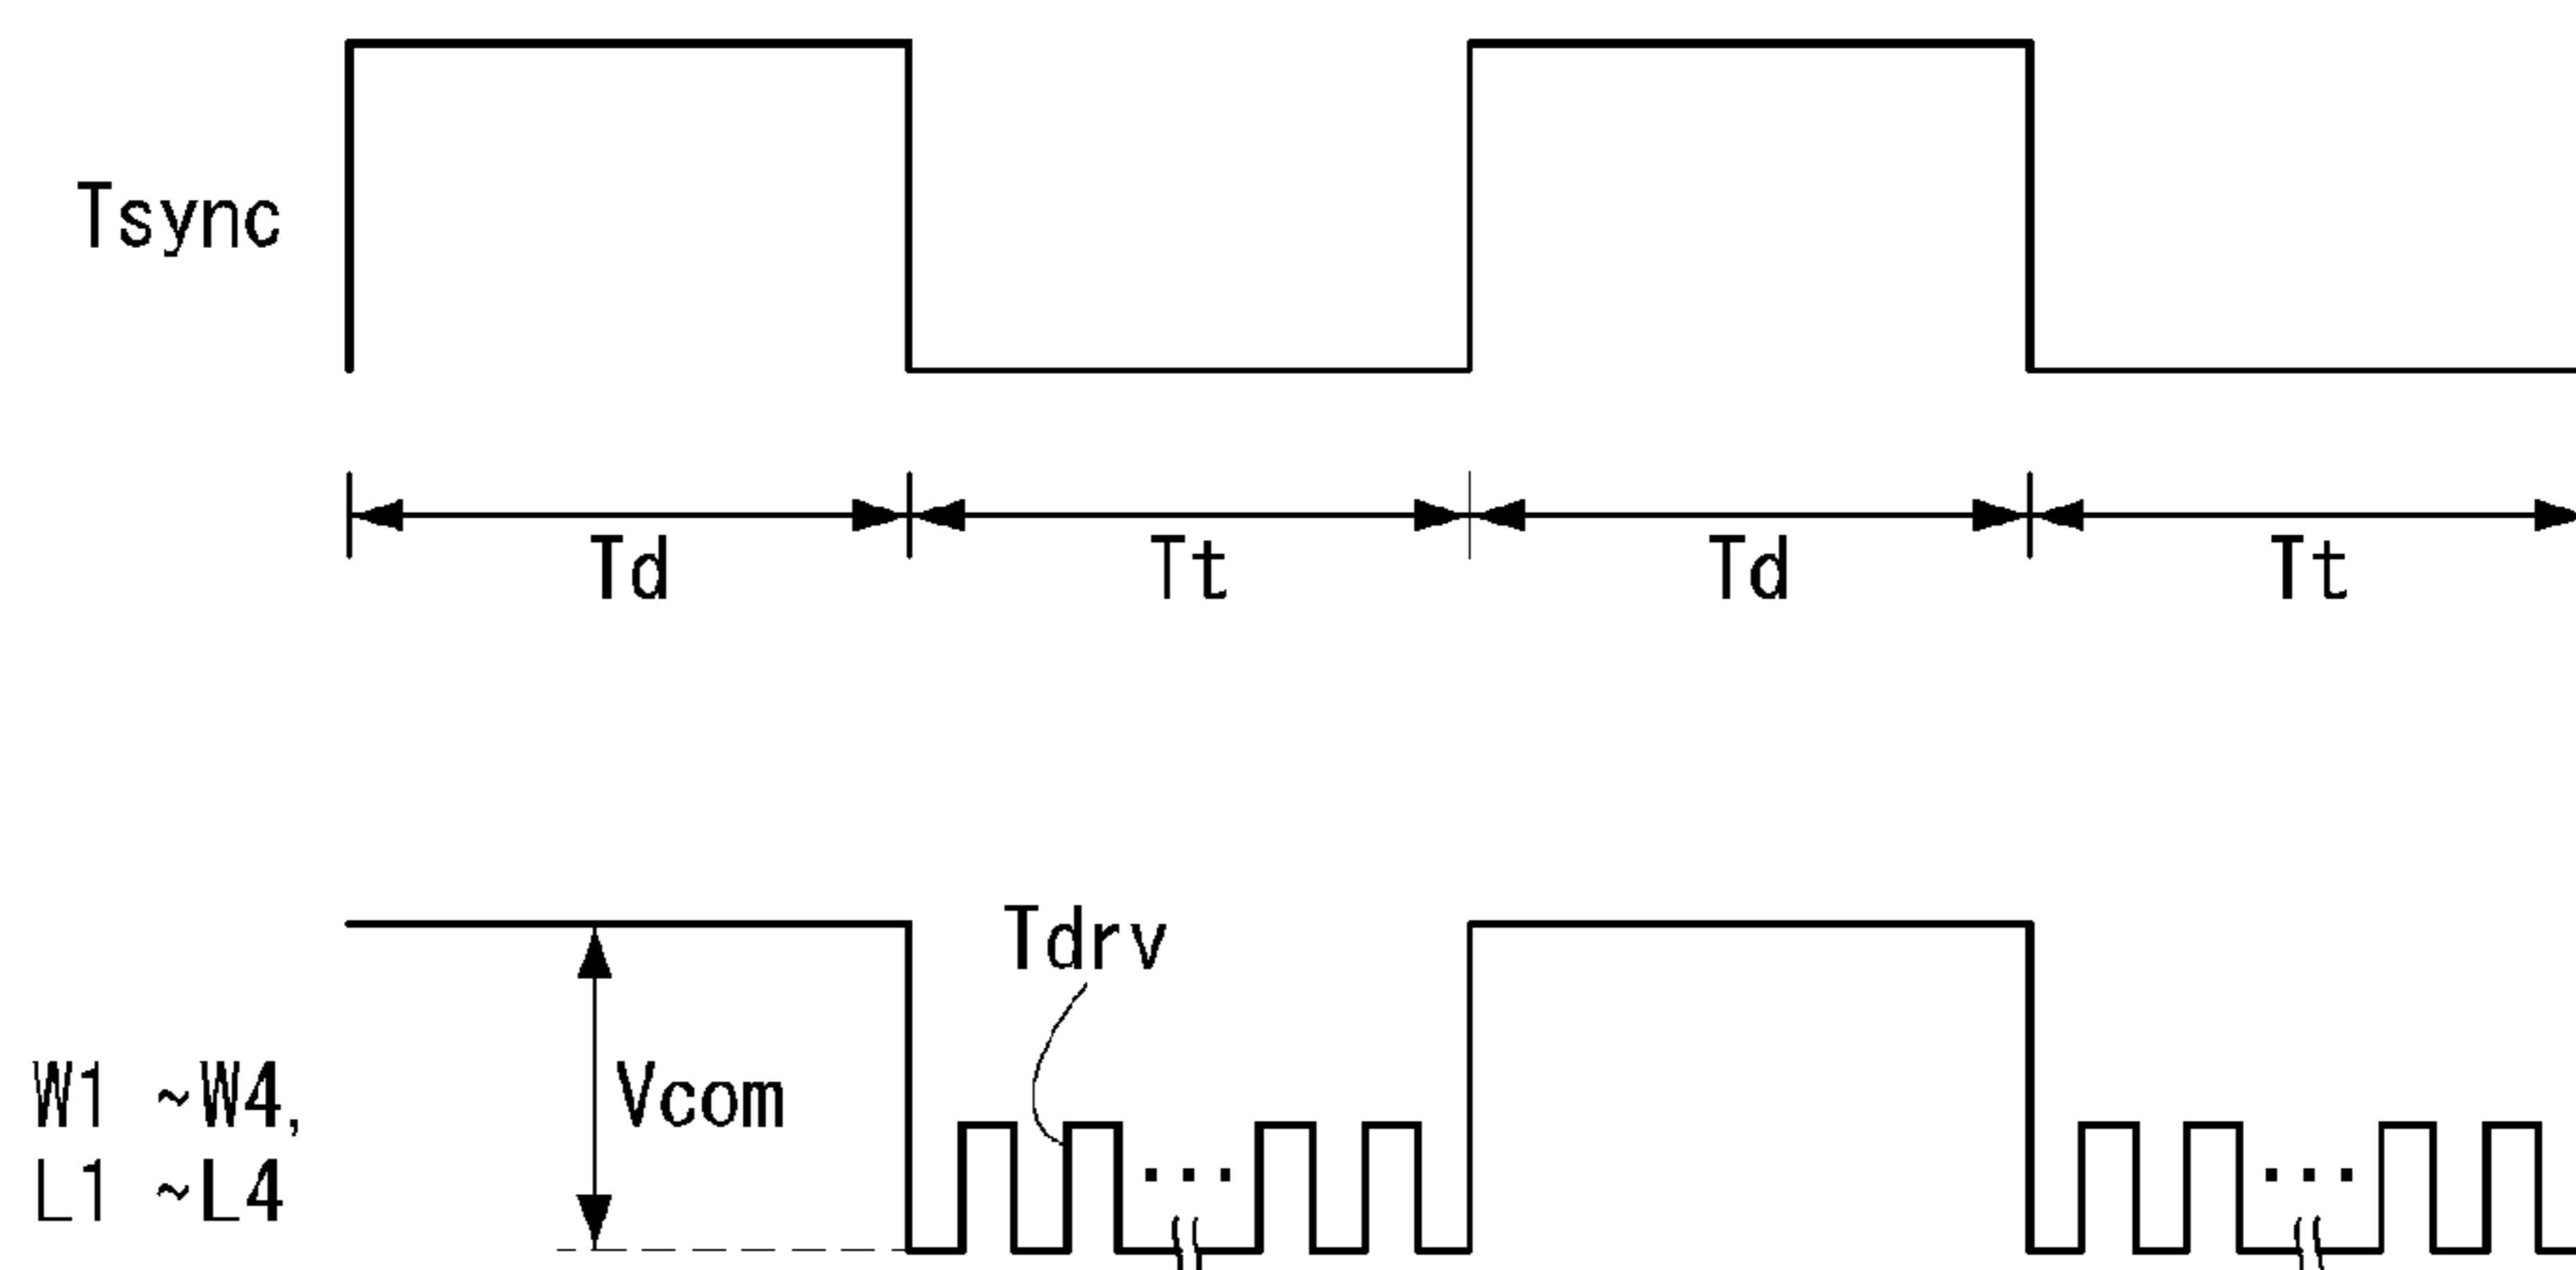 Tsync
Td Tt Td Tt
Tdrv
Vcom
W1 ~W4,
L1 ~L4